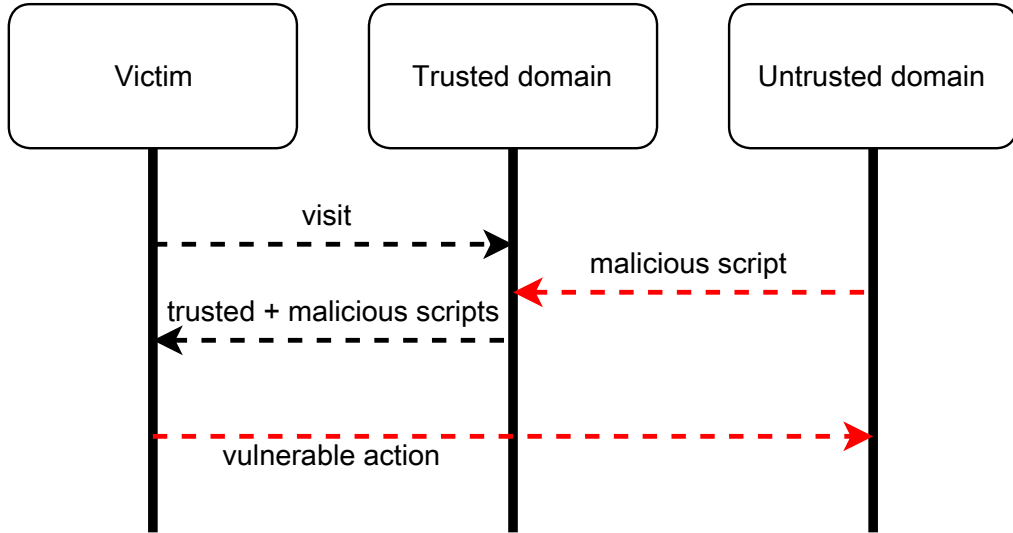 Victim
Trusted domain
Untrusted domain
visit
malicious script
trusted + malicious scripts
vulnerable action